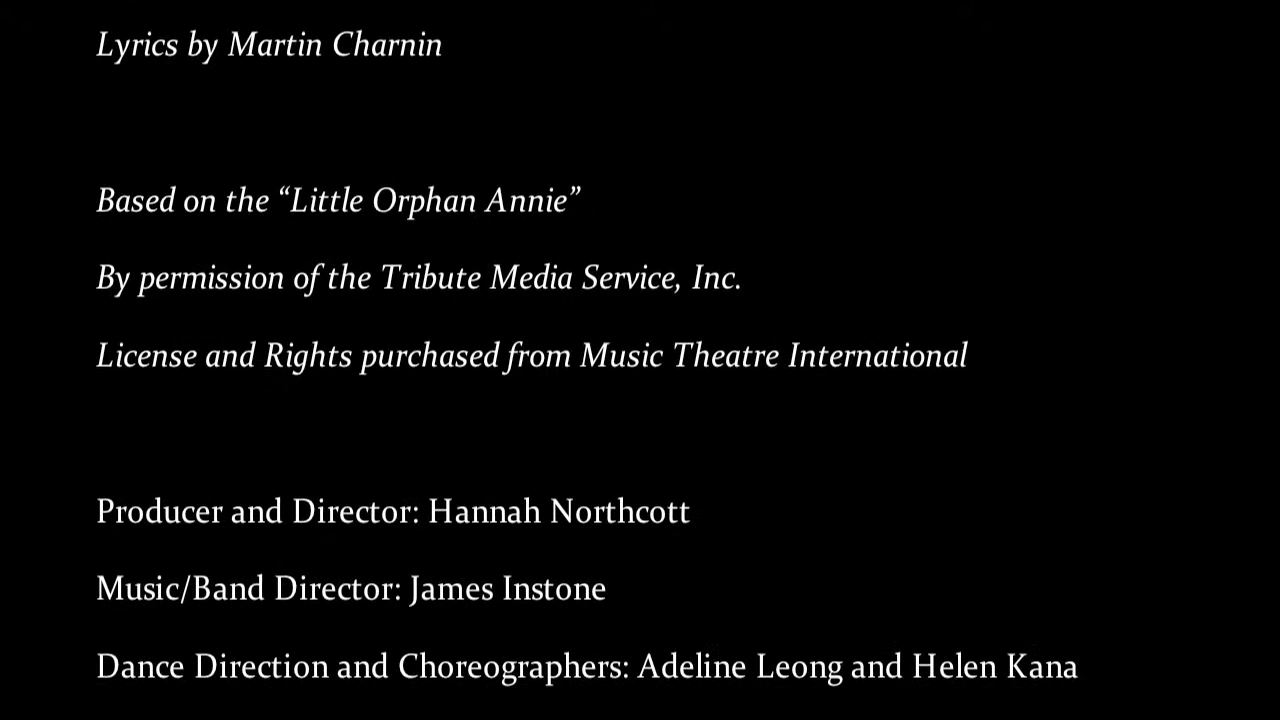 Lyrics by Martin Charnin
Based on the “Little Orphan Annie”
By permission of the Tribute Media Service, Inc.
License and Rights purchased from Music Theatre International
Producer and Director: Hannah Northcott
Music/Band Director: James Instone
Dance Direction and Choreographers: Adeline Leong and Helen Kana